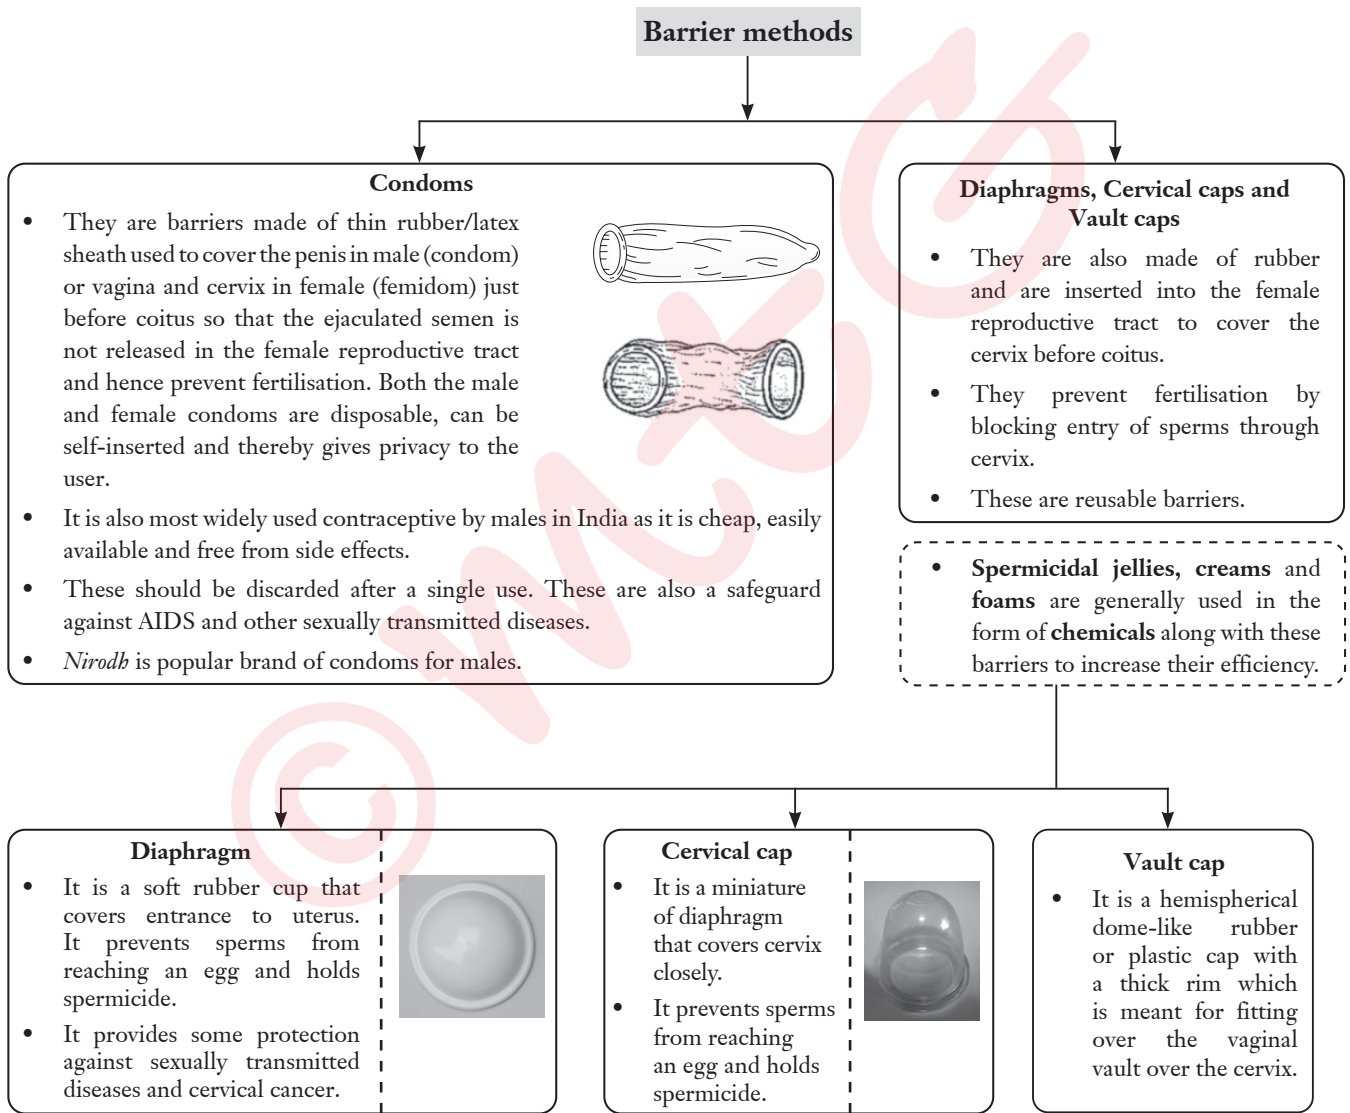 Barrier methods
Condoms
• They are barriers made of thin rubber/latex
sheath used to cover the penis in male (condom)
or vagina and cervix in female (femidom) just
before coitus so that the ejaculated semen is
not released in the female reproductive tract
and hence prevent fertilisation. Both the male
and female condoms are disposable, can be
self-inserted and thereby gives privacy to the
user.
• It is also most widely used contraceptive by males in India as it is cheap, easily
available and free from side effects.
• These should be discarded after a single use. These are also a safeguard
against AIDS and other sexually transmitted diseases.
• Nirodh is popular brand of condoms for males.
Diaphragms, Cervical caps and
Vault caps
• They are also made of rubber
and are inserted into the female
reproductive tract to cover the
cervix before coitus.
• They prevent fertilisation by
blocking entry of sperms through
cervix.
• These are reusable barriers.
• Spermicidal jellies, creams and
foams are generally used in the
form of chemicals along with these
barriers to increase their efficiency.
Diaphragm
• It is a soft rubber cup that
covers entrance to uterus.
It prevents sperms from
reaching an egg and holds
spermicide.
• It provides some protection
against sexually transmitted
diseases and cervical cancer.
Cervical cap
• It is a miniature
of diaphragm
that covers cervix
closely.
• It prevents sperms
from reaching
an egg and holds
spermicide.
Vault cap
• It is a hemispherical
dome-like rubber
or plastic cap with
a thick rim which
is meant for fitting
over the vaginal
vault over the cervix.
© mtG